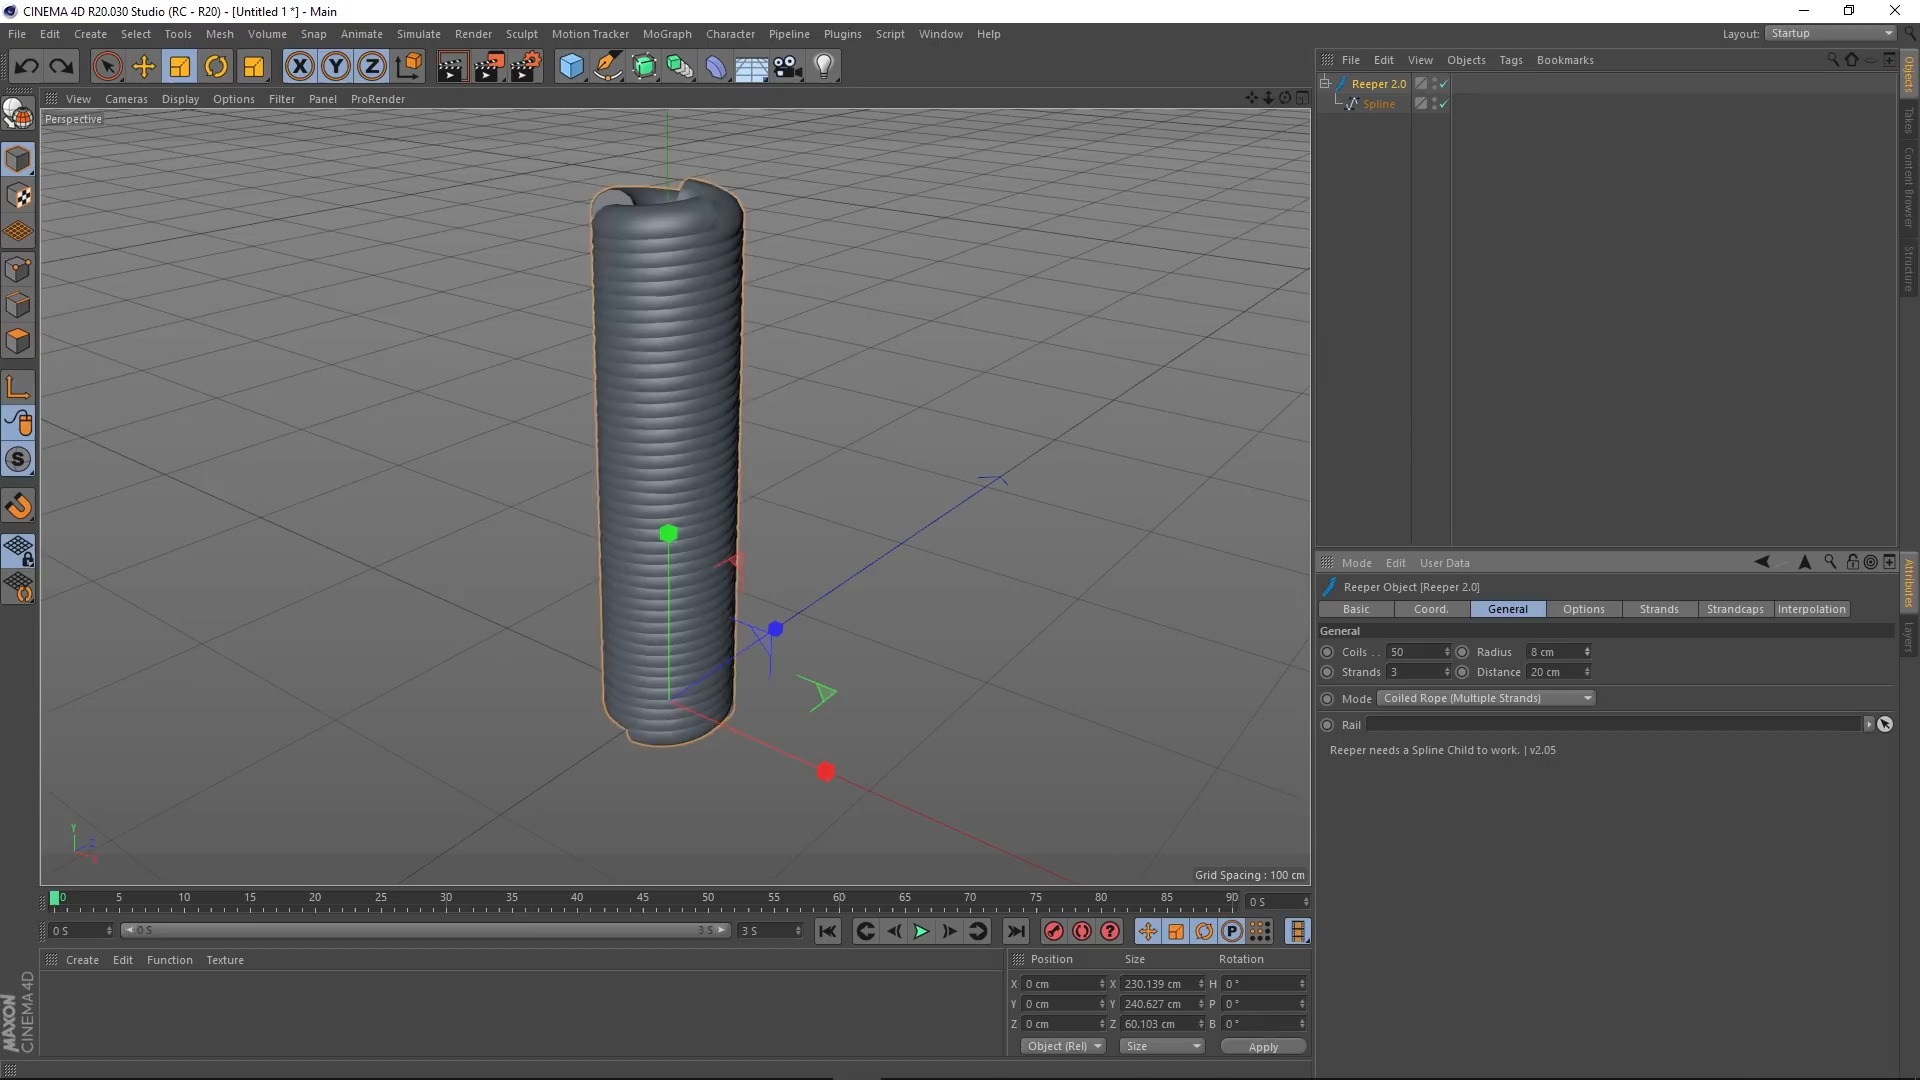 CINEMA 4D R20.030 Studio (RC - R20) - [Untitled 1 *] - Main
File Edit Create Select Tools Mesh Volume Snap Animate Simulate Render Sculpt Motion Tracker MoGraph Character Pipeline Plugins Script Window Help
Layout: Startup
X Y Z
File Edit View Objects Tags Bookmarks
Reeper 2.0
Spline
Objects
Takes
Content Browser
Structure
View Cameras Display Options Filter Panel ProRender
Perspective
Y
Z
X
Grid Spacing : 100 cm
S
Mode Edit User Data
Reeper Object [Reeper 2.0]
Basic Coord. General Options Strands Strandcaps Interpolation
General
Coils . . 50 Radius 8 cm
Strands 3 Distance 20 cm
Mode Coiled Rope (Multiple Strands)
Rail
Reeper needs a Spline Child to work. | v2.05
Attributes
Layers
0 5 10 15 20 25 30 35 40 45 50 55 60 65 70 75 80 85 90 0 S
0 S 0 S 3 S 3 S
? P
Create Edit Function Texture
Position Size Rotation
X 0 cm X 230.139 cm H 0 °
Y 0 cm Y 240.627 cm P 0 °
Z 0 cm Z 60.103 cm B 0 °
Object (Rel) Size Apply
MAXON
CINEMA 4D